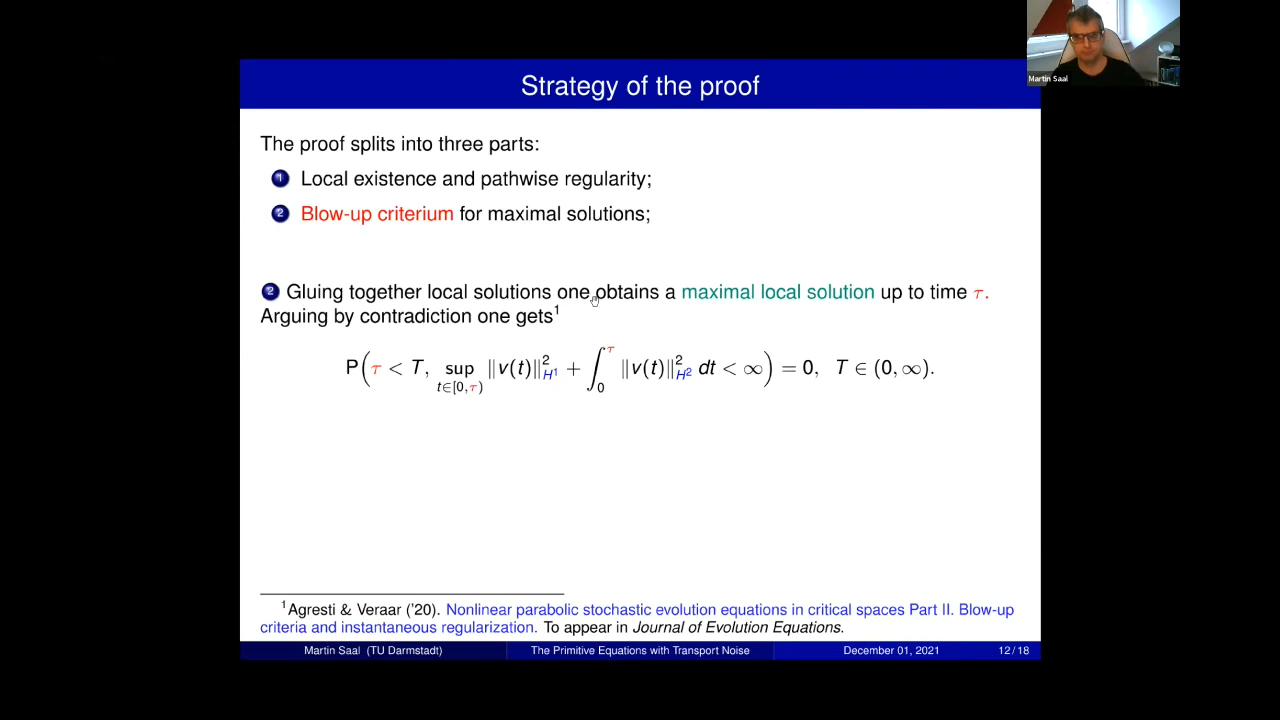 Martin Saal
Strategy of the proof
The proof splits into three parts:
1 Local existence and pathwise regularity;
2 Blow-up criterium for maximal solutions;
2 Gluing together local solutions one obtains a maximal local solution up to time τ.
Arguing by contradiction one gets¹
P(τ < T, sup_{t∈[0,τ)} ‖v(t)‖²_{H¹} + ∫₀^τ ‖v(t)‖²_{H²} dt < ∞) = 0, T ∈ (0, ∞).
¹Agresti & Veraar ('20). Nonlinear parabolic stochastic evolution equations in critical spaces Part II. Blow-up
criteria and instantaneous regularization. To appear in Journal of Evolution Equations.
Martin Saal (TU Darmstadt) The Primitive Equations with Transport Noise December 01, 2021 12 / 18